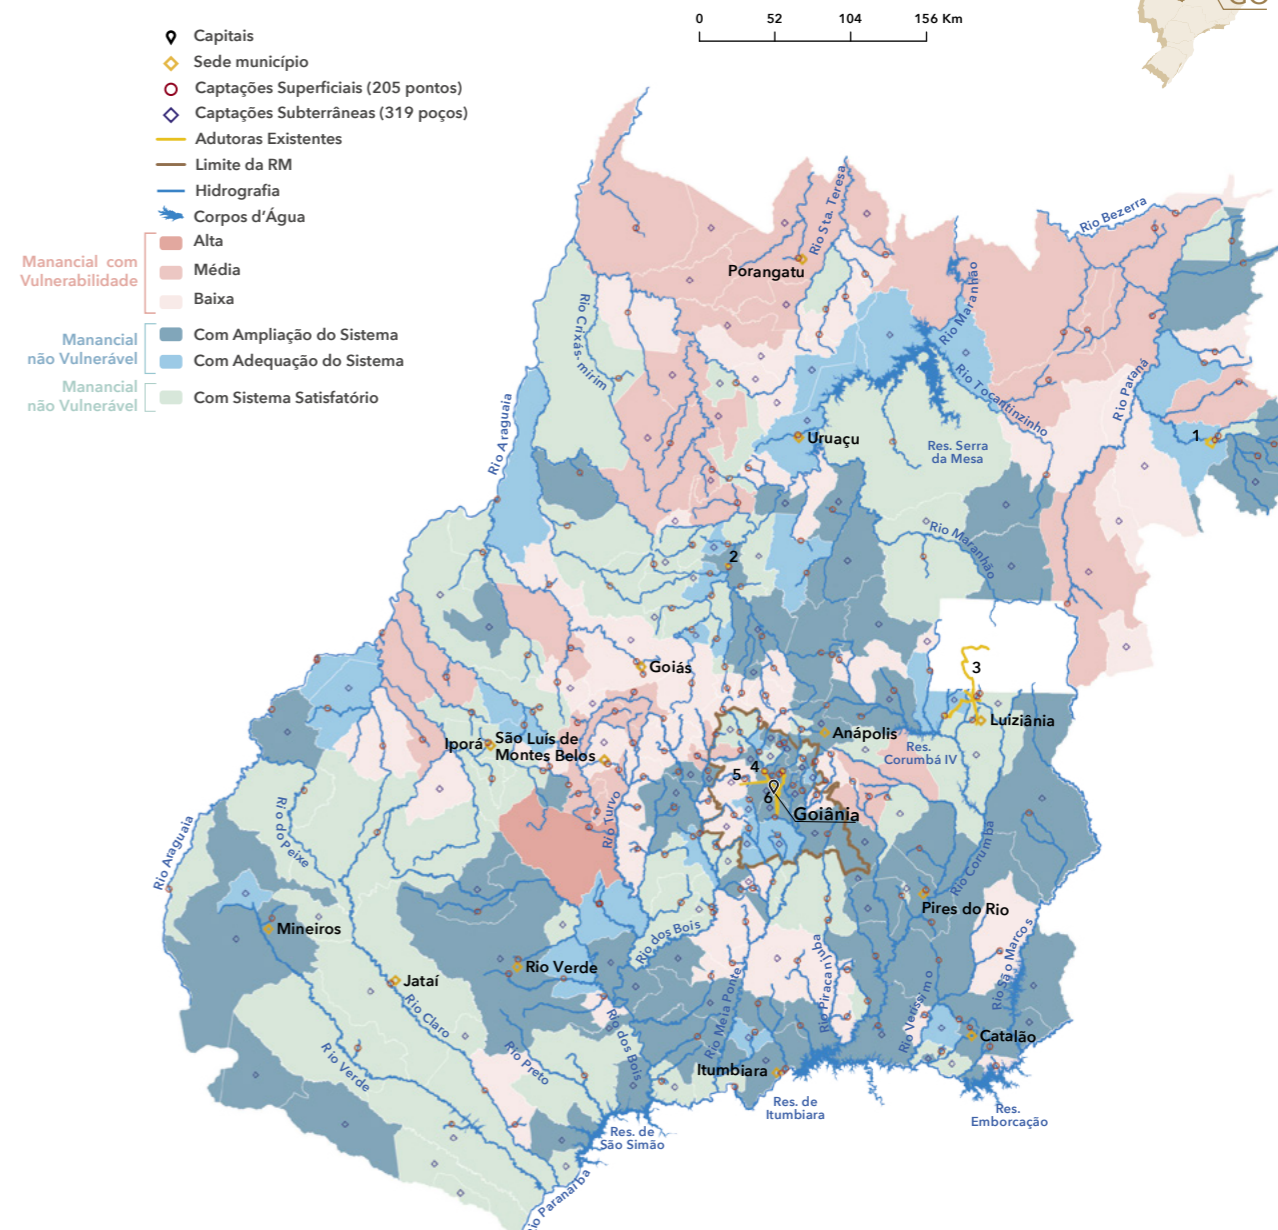 GO
0 52 104 156 Km
Capitais
Sede município
Captações Superficiais (205 pontos)
Captações Subterrâneas (319 poços)
Adutoras Existentes
Limite da RM
Hidrografia
Corpos d'Água
Manancial com
Vulnerabilidade
Alta
Média
Baixa
Manancial
não Vulnerável
Com Ampliação do Sistema
Com Adequação do Sistema
Manancial
não Vulnerável
Com Sistema Satisfatório
Rio Bezerra
Rio Sta. Teresa
Porangatu
Rio Maranhão
Rio Crixás-mirim
Rio Tocantinzinho
Rio Paranã
Rio Araguaia
Uruaçu
Res. Serra
da Mesa
1
Rio Maranhão
2
Goiás
3
Luiziânia
Iporá
São Luís de
Montes Belos
Anápolis
Res.
Corumbá IV
4
5
6
Goiânia
Rio Turvo
Rio do Peixe
Rio Araguaia
Rio Corumbá
Pires do Rio
Mineiros
Rio dos Bois
Rio São Marcos
Rio Verde
Jataí
Rio Claro
Rio Piracanjuba
Rio Meia Ponte
Rio Veríssimo
Rio dos Bois
Catalão
Rio Verde
Rio Preto
Itumbiara
Res. de
Itumbiara
Res.
Emborcação
Res. de
São Simão
Rio Paranaíba